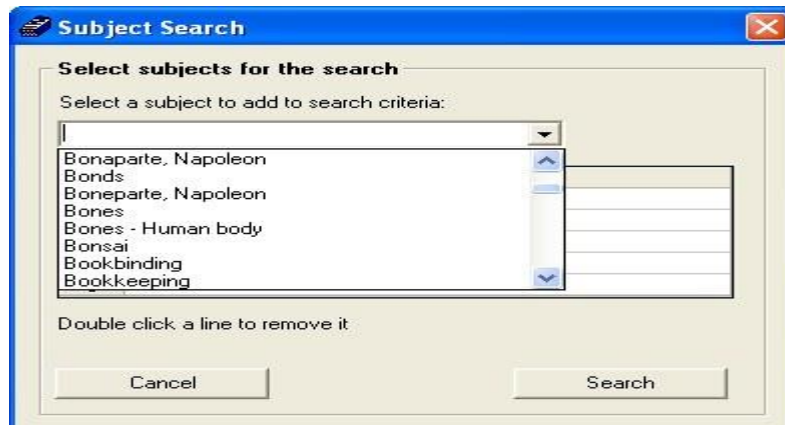 Subject Search
Select subjects for the search
Select a subject to add to search criteria:
Bonaparte, Napoleon
Bonds
Boneparte, Napoleon
Bones
Bones - Human body
Bonsai
Bookbinding
Bookkeeping
Double click a line to remove it
Cancel
Search